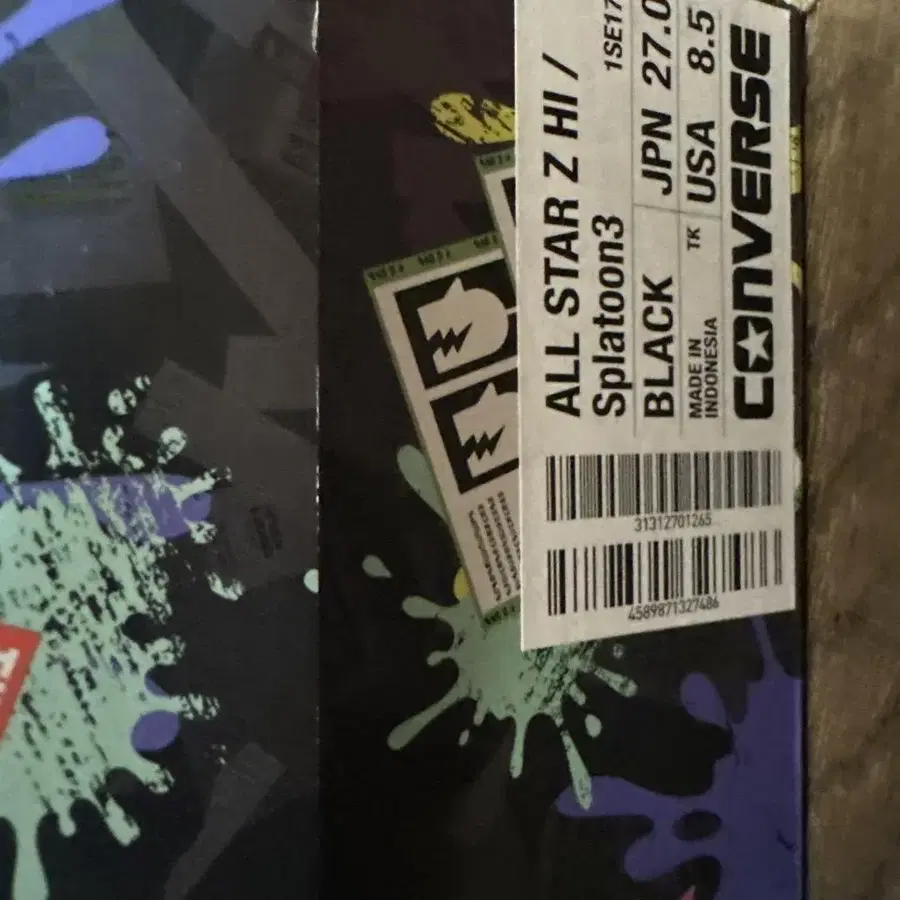 ALL STAR Z HI /
Splatoon3
1SE17
BLACK
JPN 27.0
MADE IN
INDONESIA
TK
USA 8.5
CONVERSE
31312701265
4589871327486